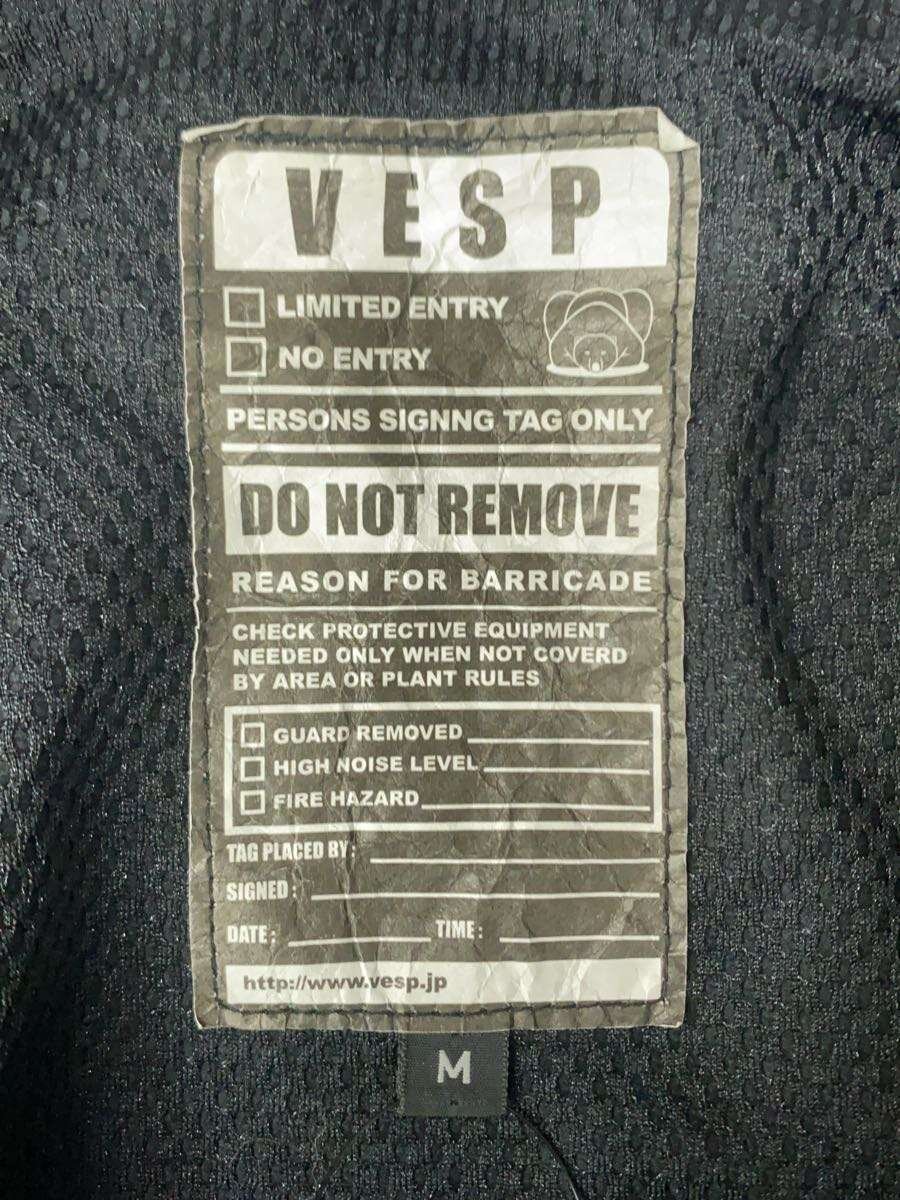 VESP
LIMITED ENTRY
NO ENTRY
PERSONS SIGNNG TAG ONLY
DO NOT REMOVE
REASON FOR BARRICADE
CHECK PROTECTIVE EQUIPMENT
NEEDED ONLY WHEN NOT COVERD
BY AREA OR PLANT RULES
GUARD REMOVED
HIGH NOISE LEVEL
FIRE HAZARD
TAG PLACED BY:
SIGNED:
DATE: TIME:
http://www.vesp.jp
M